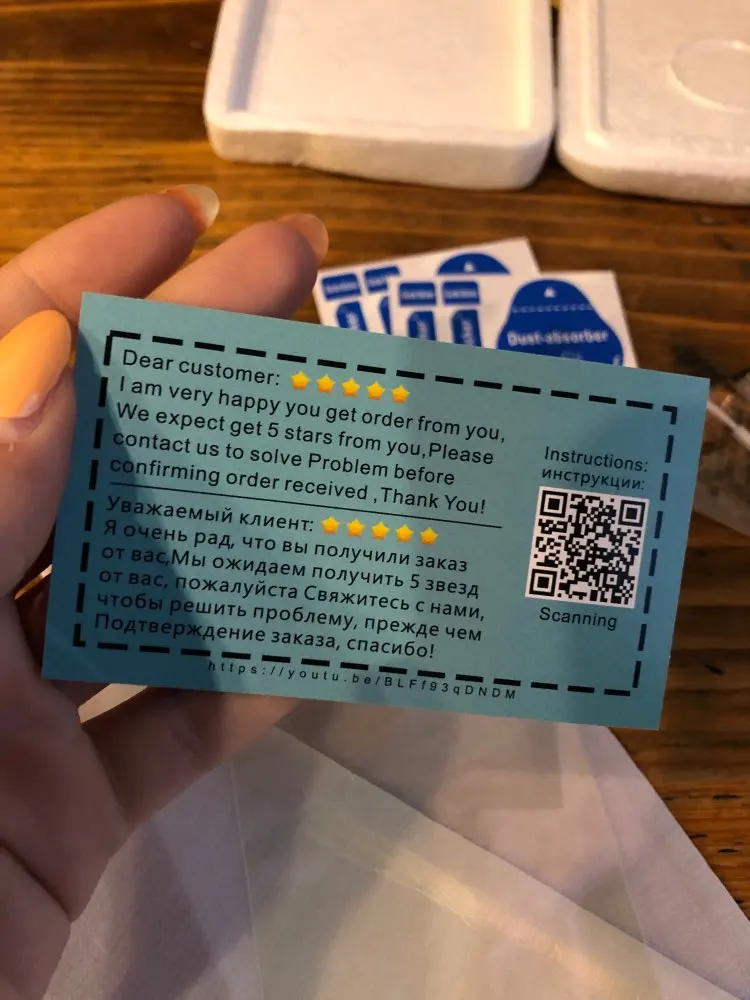 Dust-absorber
Dear customer: ⭐⭐⭐⭐⭐
I am very happy you get order from you,
We expect get 5 stars from you,Please
contact us to solve Problem before
confirming order received ,Thank You!
Уважаемый клиент: ⭐⭐⭐⭐⭐
Я очень рад, что вы получили заказ
от вас,Мы ожидаем получить 5 звезд
от вас, пожалуйста Свяжитесь с нами,
чтобы решить проблему, прежде чем
Подтверждение заказа, спасибо!
https://youtu.be/BLFf93qDNDM
Instructions:
инструкции:
Scanning